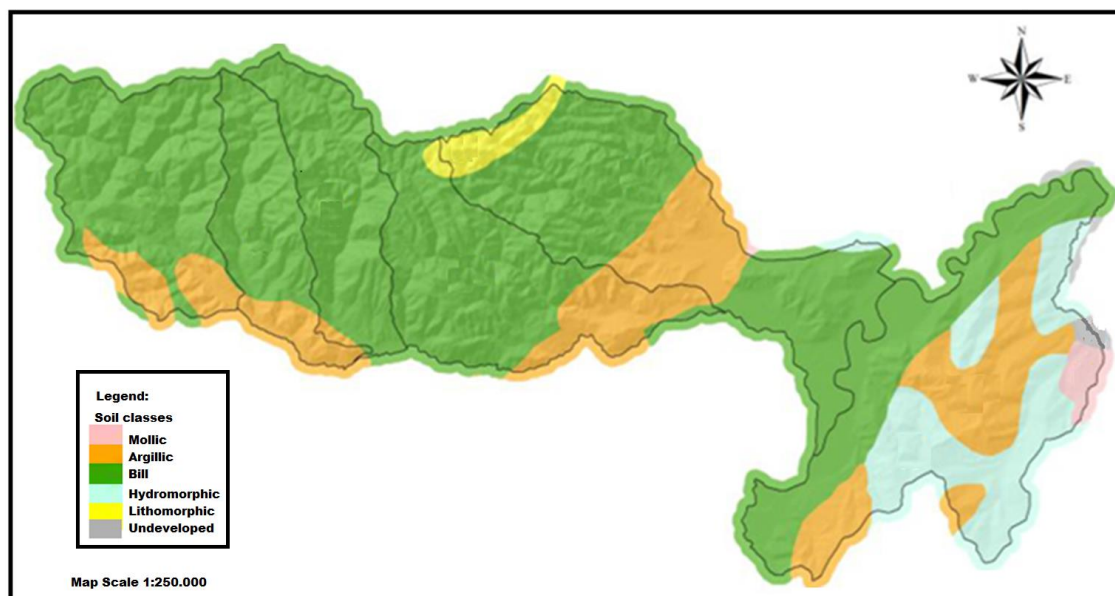 N
W
E
S
Legend:
Soil classes
Mollic
Argillic
Bill
Hydromorphic
Lithomorphic
Undeveloped
Map Scale 1:250.000